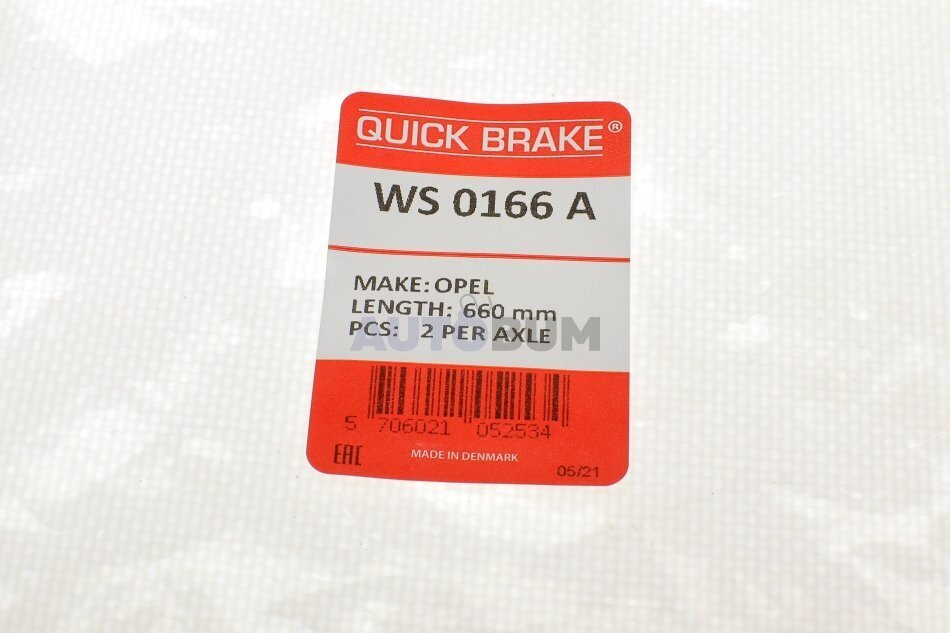 QUICK BRAKE®
WS 0166 A
MAKE: OPEL
LENGTH: 660 mm
PCS: 2 PER AXLE
AUTOBUM
5 706021 052534
EAC
MADE IN DENMARK
05/21